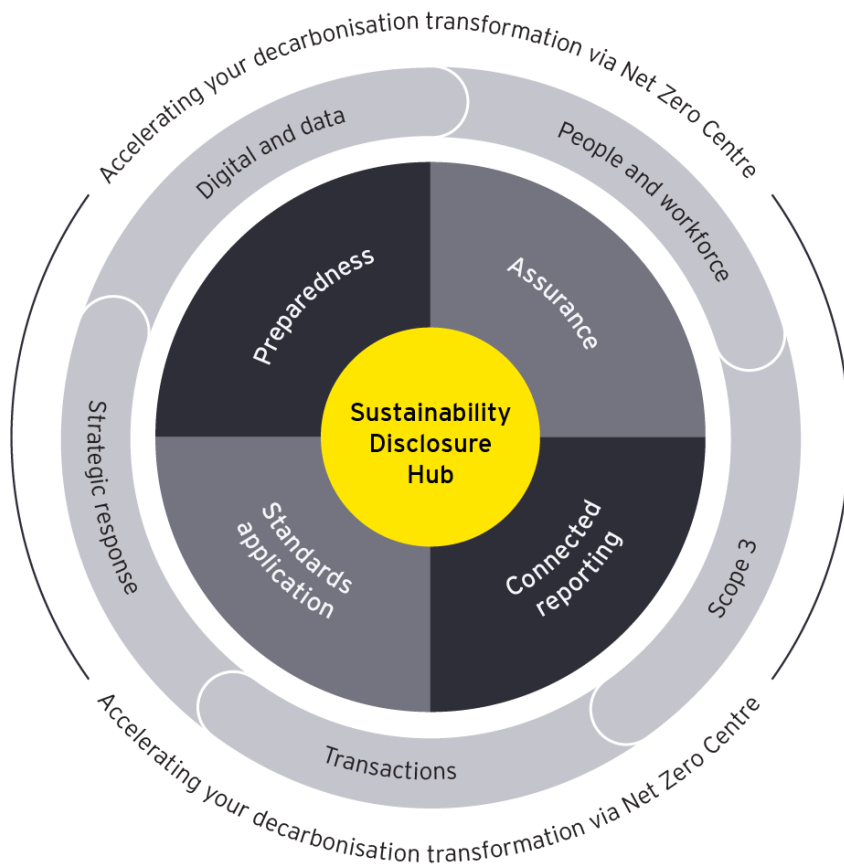 Accelerating your decarbonisation transformation via Net Zero Centre
Digital and data
People and workforce
Preparedness
Assurance
Sustainability
Disclosure
Hub
Strategic response
Standards
application
Connected
reporting
Scope 3
Transactions
Accelerating your decarbonisation transformation via Net Zero Centre